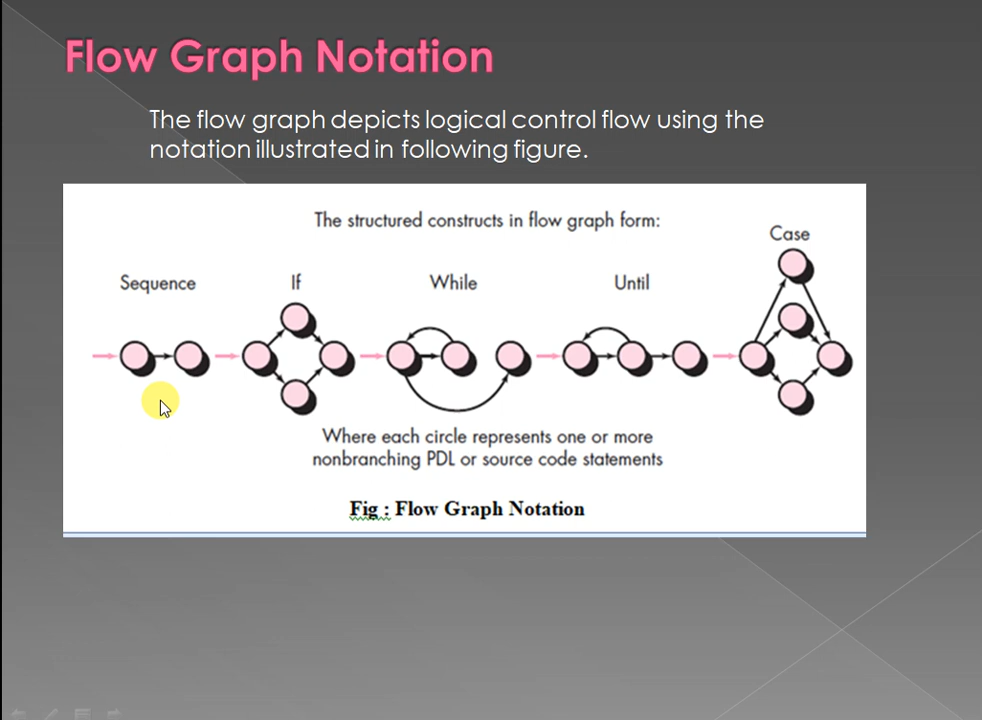 Flow Graph Notation
The flow graph depicts logical control flow using the
notation illustrated in following figure.
The structured constructs in flow graph form:
Case
Sequence If While Until
Where each circle represents one or more
nonbranching PDL or source code statements
Fig : Flow Graph Notation